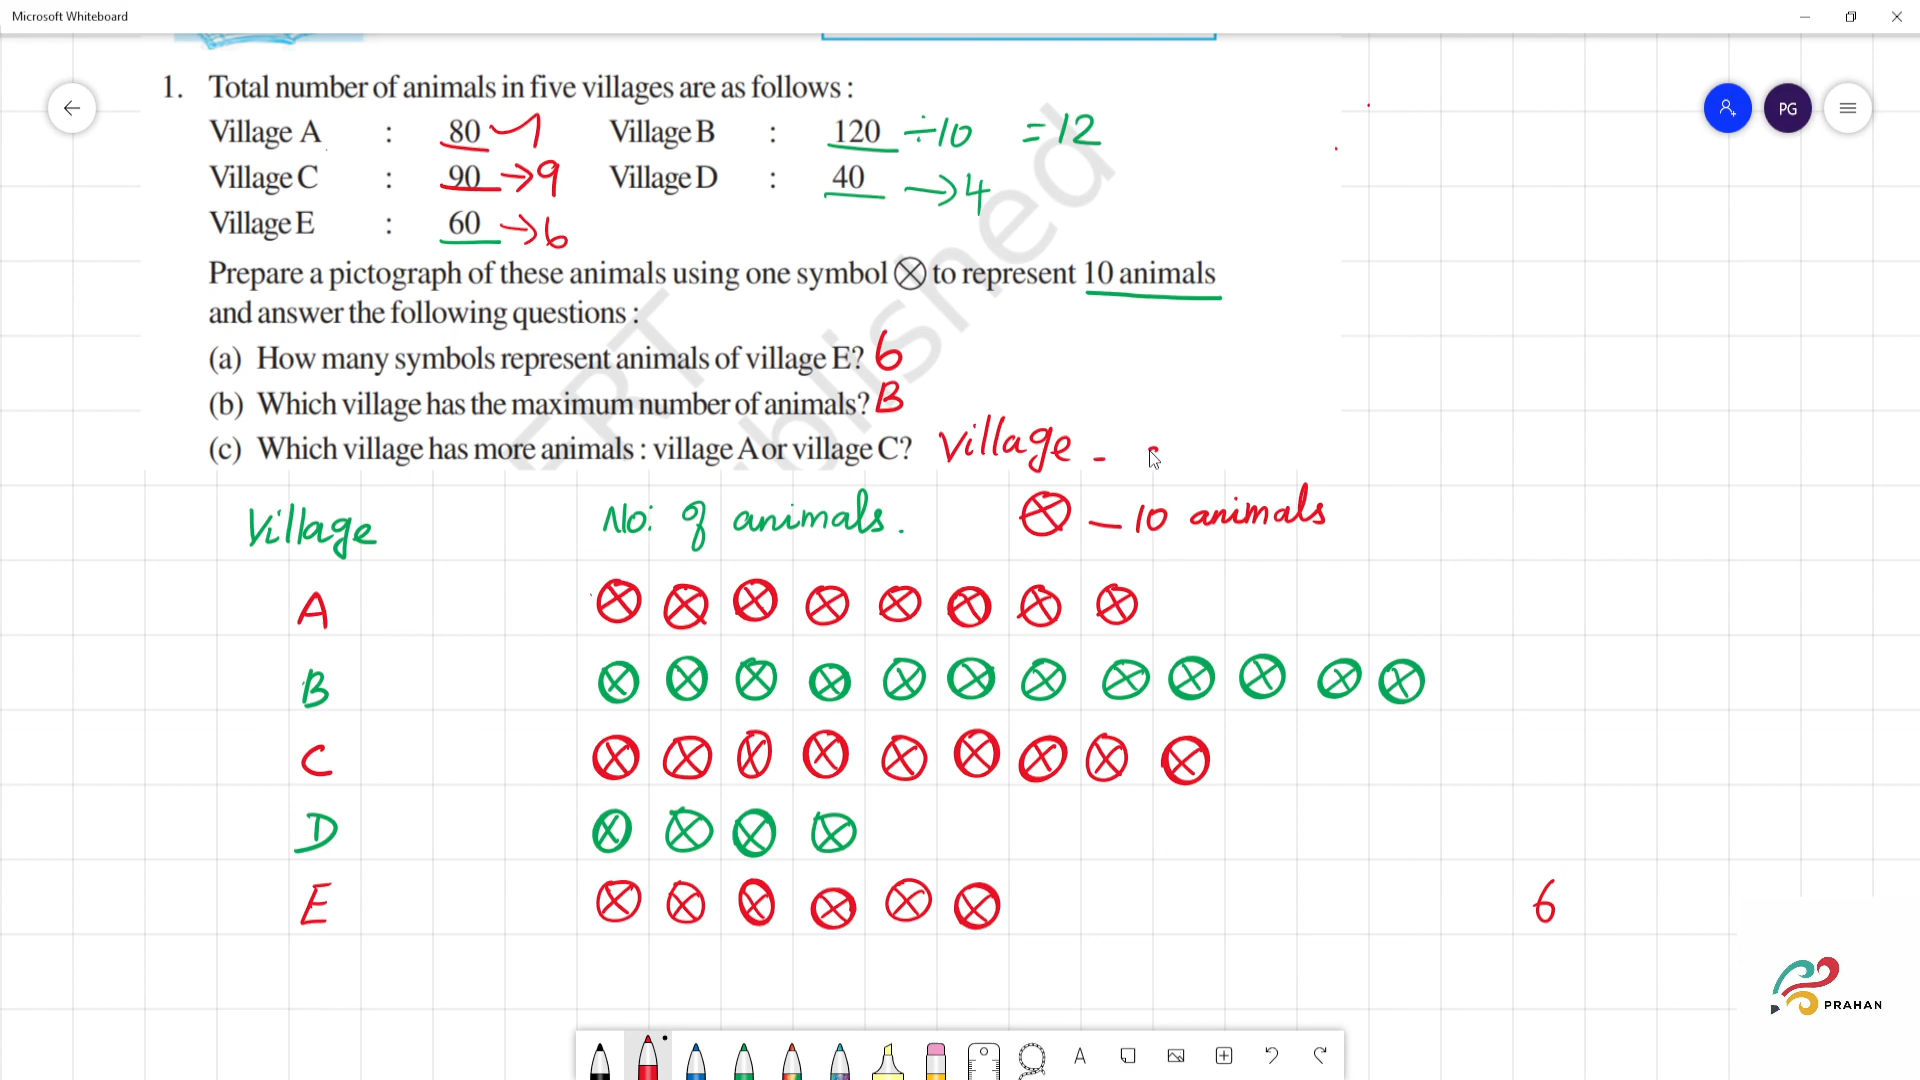 Microsoft Whiteboard
PG
1. Total number of animals in five villages are as follows :
Village A : 80 Village B : 120 ÷10 = 12
Village C : 90 →9 Village D : 40 →4
Village E : 60 →6
Prepare a pictograph of these animals using one symbol ⊗ to represent 10 animals
and answer the following questions :
(a) How many symbols represent animals of village E? 6
(b) Which village has the maximum number of animals? B
(c) Which village has more animals : village A or village C? Village -
Village No: of animals. ⊗ – 10 animals
A ⊗ ⊗ ⊗ ⊗ ⊗ ⊗ ⊗ ⊗
B ⊗ ⊗ ⊗ ⊗ ⊗ ⊗ ⊗ ⊗ ⊗ ⊗ ⊗ ⊗
C ⊗ ⊗ ⊗ ⊗ ⊗ ⊗ ⊗ ⊗ ⊗
D ⊗ ⊗ ⊗ ⊗
E ⊗ ⊗ ⊗ ⊗ ⊗ ⊗ 6
PRAHAN